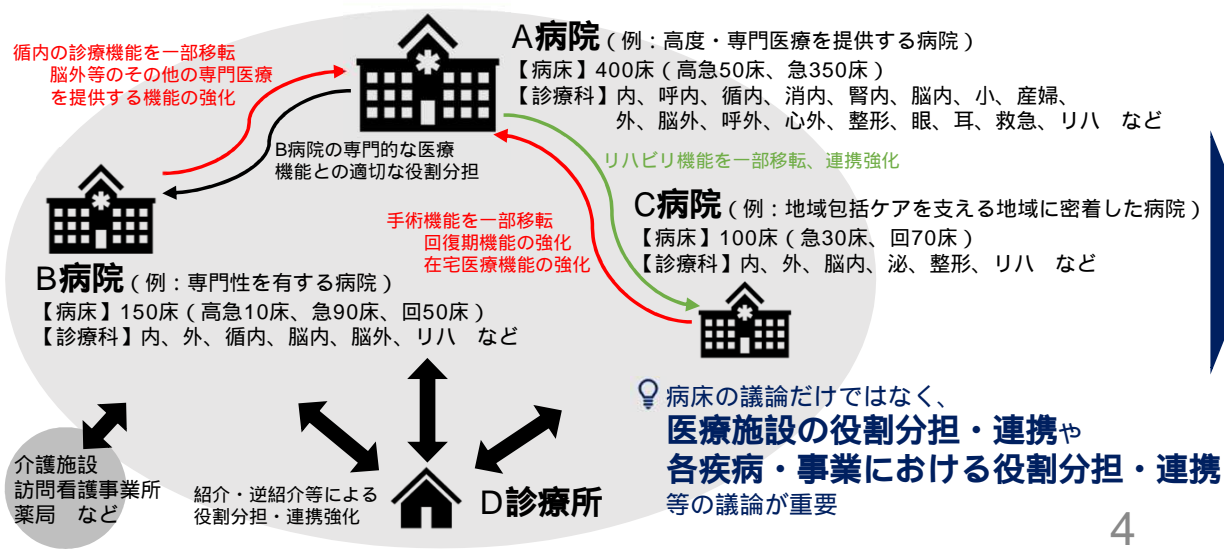 循内の診療機能を一部移転
脳外等のその他の専門医療
を提供する機能の強化
A病院(例:高度・専門医療を提供する病院)
【病床】400床(高急50床、急350床)
【診療科】内、呼内、循内、消内、腎内、脳内、小、産婦、
外、脳外、呼外、心外、整形、眼、耳、救急、リハ など
B病院の専門的な医療
機能との適切な役割分担
リハビリ機能を一部移転、連携強化
手術機能を一部移転
回復期機能の強化
在宅医療機能の強化
C病院(例:地域包括ケアを支える地域に密着した病院)
【病床】100床(急30床、回70床)
【診療科】内、外、脳内、泌、整形、リハ など
B病院(例:専門性を有する病院)
【病床】150床(高急10床、急90床、回50床)
【診療科】内、外、循内、脳内、脳外、リハ など
病床の議論だけではなく、
医療施設の役割分担・連携や
各疾病・事業における役割分担・連携
等の議論が重要
介護施設
訪問看護事業所
薬局 など
紹介・逆紹介等による
役割分担・連携強化
D診療所
4